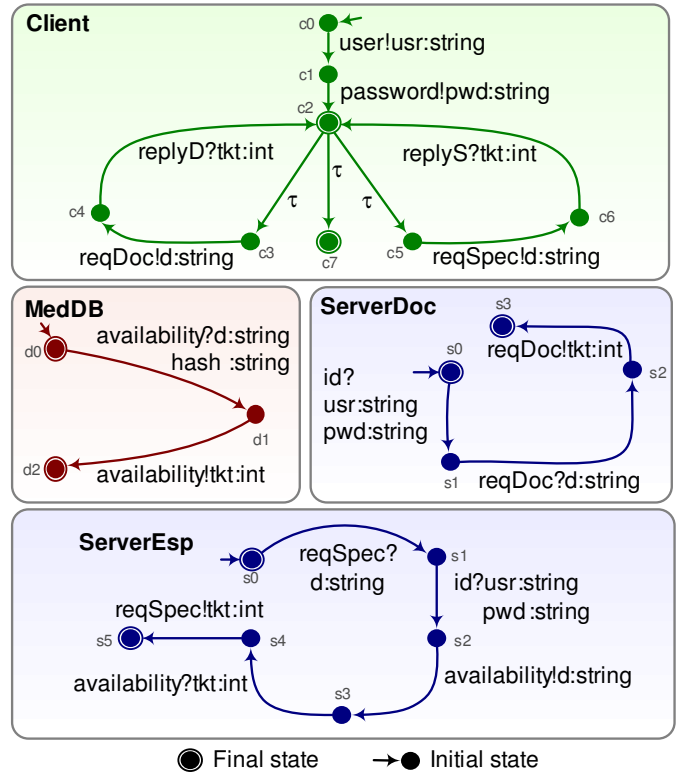 Client
c0
user!usr:string
c1
password!pwd:string
c2
replyD?tkt:int
replyS?tkt:int
τ
τ
τ
c4
c6
reqDoc!d:string
c3
c7
c5
reqSpec!d:string
MedDB
availability?d:string
hash :string
d0
d1
d2
availability!tkt:int
ServerDoc
s3
reqDoc!tkt:int
s0
id?
usr:string
pwd:string
s2
s1
reqDoc?d:string
ServerEsp
s0
reqSpec?
d:string
s1
id?usr:string
pwd :string
reqSpec!tkt:int
s5
s4
s2
availability?tkt:int
s3
availability!d:string
Final state
Initial state